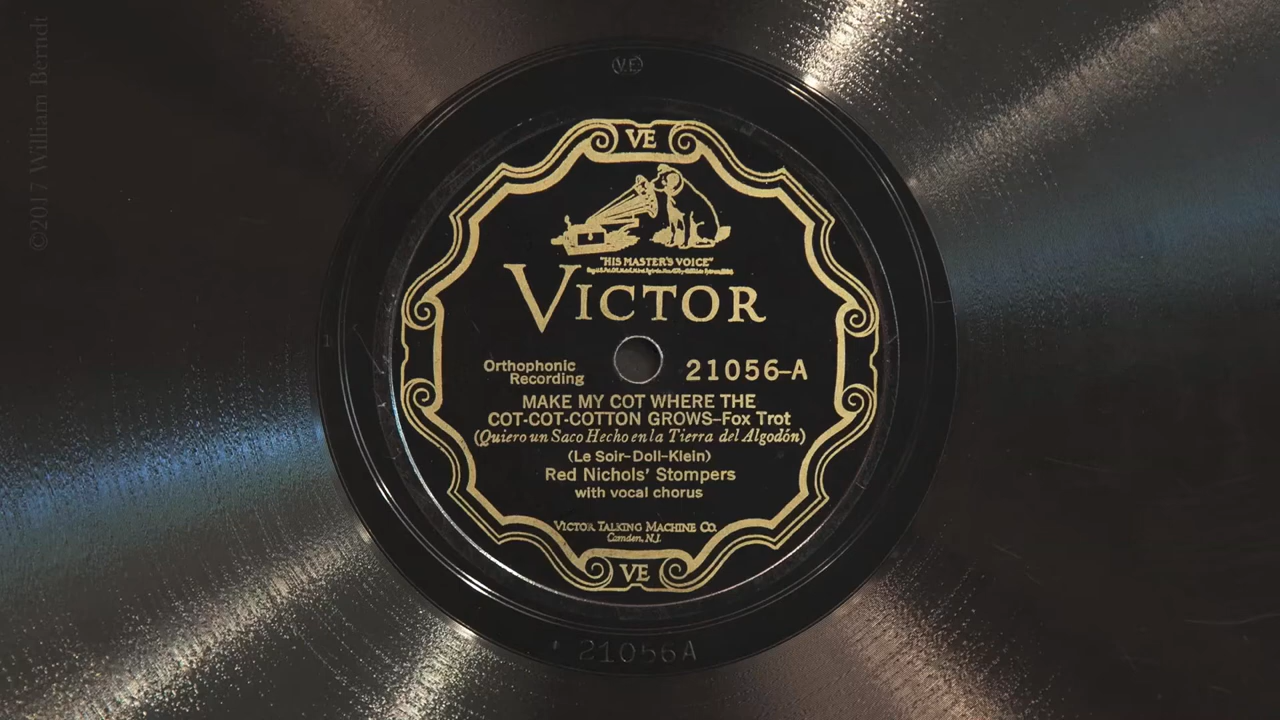 ©2017 William Berndt
VE
VE
"HIS MASTER'S VOICE"
VICTOR
Orthophonic
Recording
21056-A
MAKE MY COT WHERE THE
COT-COT-COTTON GROWS-Fox Trot
(Quiero un Saco Hecho en la Tierra del Algodón)
(Le Soir-Doll-Klein)
Red Nichols' Stompers
with vocal chorus
VICTOR TALKING MACHINE CO.
Camden, N.J.
VE
21056A